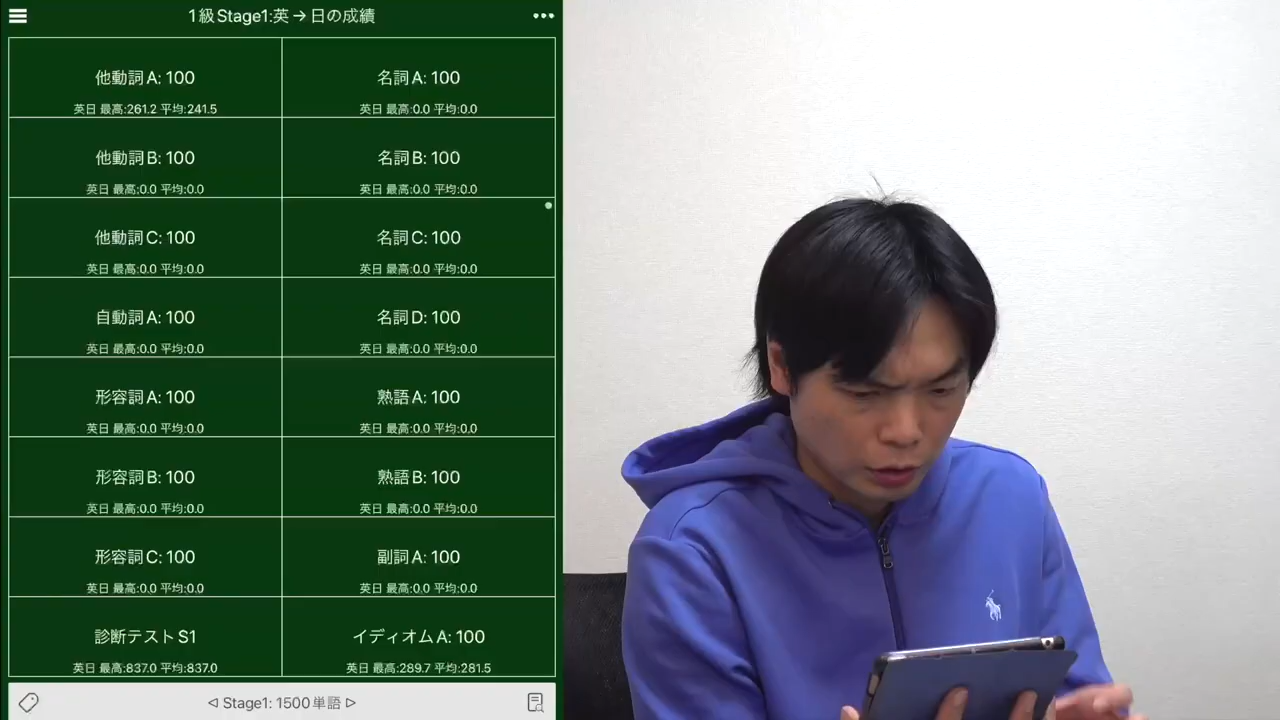 1級Stage1:英→日の成績
他動詞A: 100
英日 最高:261.2 平均:241.5
名詞A: 100
英日 最高:0.0 平均:0.0
他動詞B: 100
英日 最高:0.0 平均:0.0
名詞B: 100
英日 最高:0.0 平均:0.0
他動詞C: 100
英日 最高:0.0 平均:0.0
名詞C: 100
英日 最高:0.0 平均:0.0
自動詞A: 100
英日 最高:0.0 平均:0.0
名詞D: 100
英日 最高:0.0 平均:0.0
形容詞A: 100
英日 最高:0.0 平均:0.0
熟語A: 100
英日 最高:0.0 平均:0.0
形容詞B: 100
英日 最高:0.0 平均:0.0
熟語B: 100
英日 最高:0.0 平均:0.0
形容詞C: 100
英日 最高:0.0 平均:0.0
副詞A: 100
英日 最高:0.0 平均:0.0
診断テストS1
英日 最高:837.0 平均:837.0
イディオムA: 100
英日 最高:289.7 平均:281.5
◁ Stage1: 1500単語 ▷